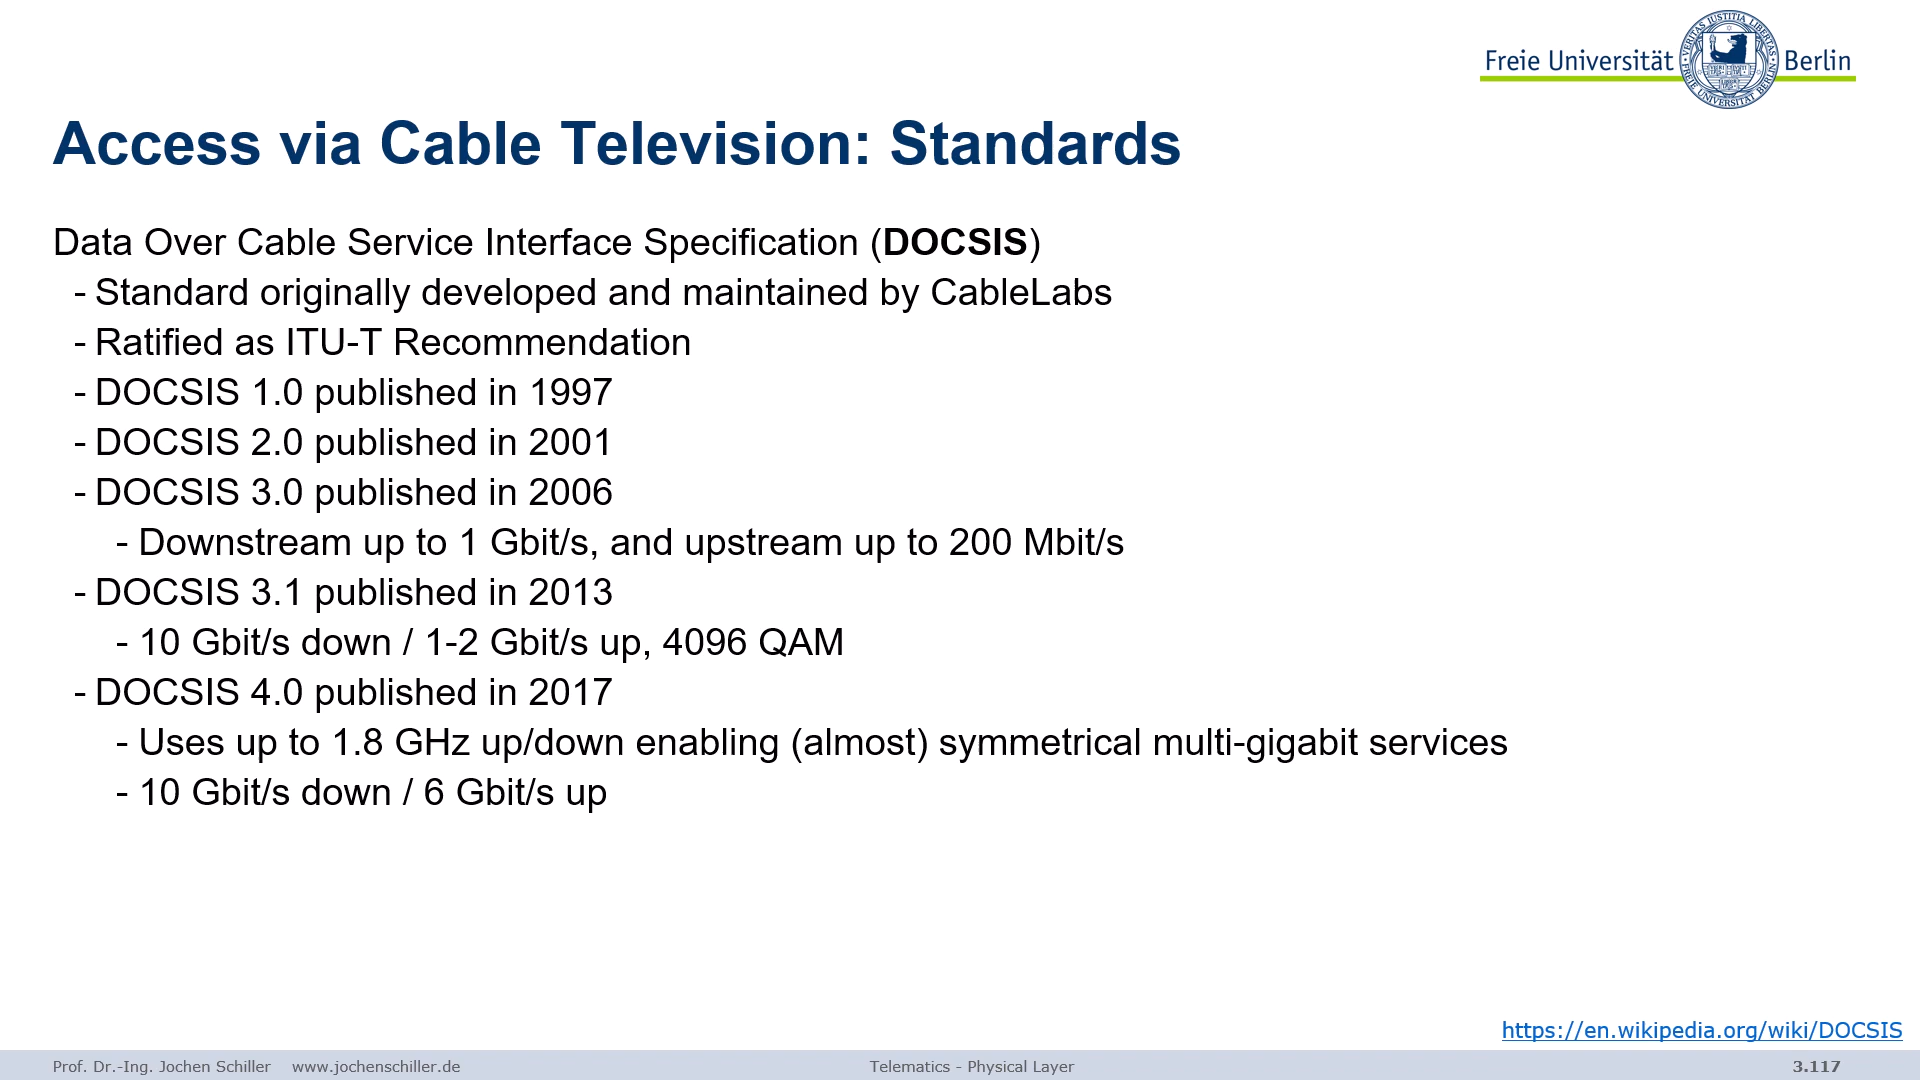 Freie Universität Berlin
Access via Cable Television: Standards
Data Over Cable Service Interface Specification (DOCSIS)
- Standard originally developed and maintained by CableLabs
- Ratified as ITU-T Recommendation
- DOCSIS 1.0 published in 1997
- DOCSIS 2.0 published in 2001
- DOCSIS 3.0 published in 2006
- Downstream up to 1 Gbit/s, and upstream up to 200 Mbit/s
- DOCSIS 3.1 published in 2013
- 10 Gbit/s down / 1-2 Gbit/s up, 4096 QAM
- DOCSIS 4.0 published in 2017
- Uses up to 1.8 GHz up/down enabling (almost) symmetrical multi-gigabit services
- 10 Gbit/s down / 6 Gbit/s up
https://en.wikipedia.org/wiki/DOCSIS
Prof. Dr.-Ing. Jochen Schiller www.jochenschiller.de Telematics - Physical Layer 3.117